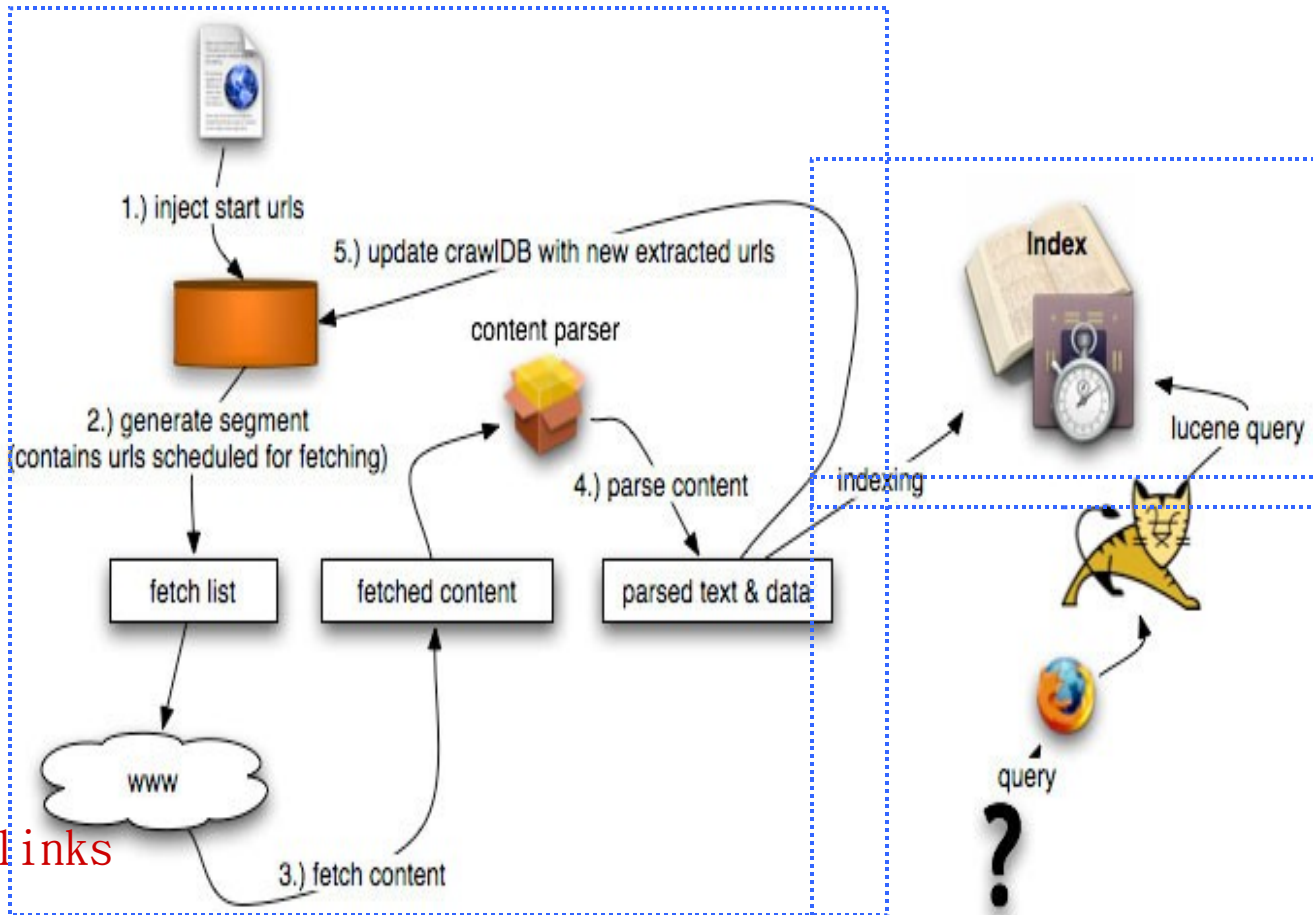 1.) inject start urls
5.) update crawlDB with new extracted urls
Index
content parser
2.) generate segment
(contains urls scheduled for fetching)
lucene query
4.) parse content
indexing
fetch list
fetched content
parsed text & data
www
query
links
3.) fetch content
?